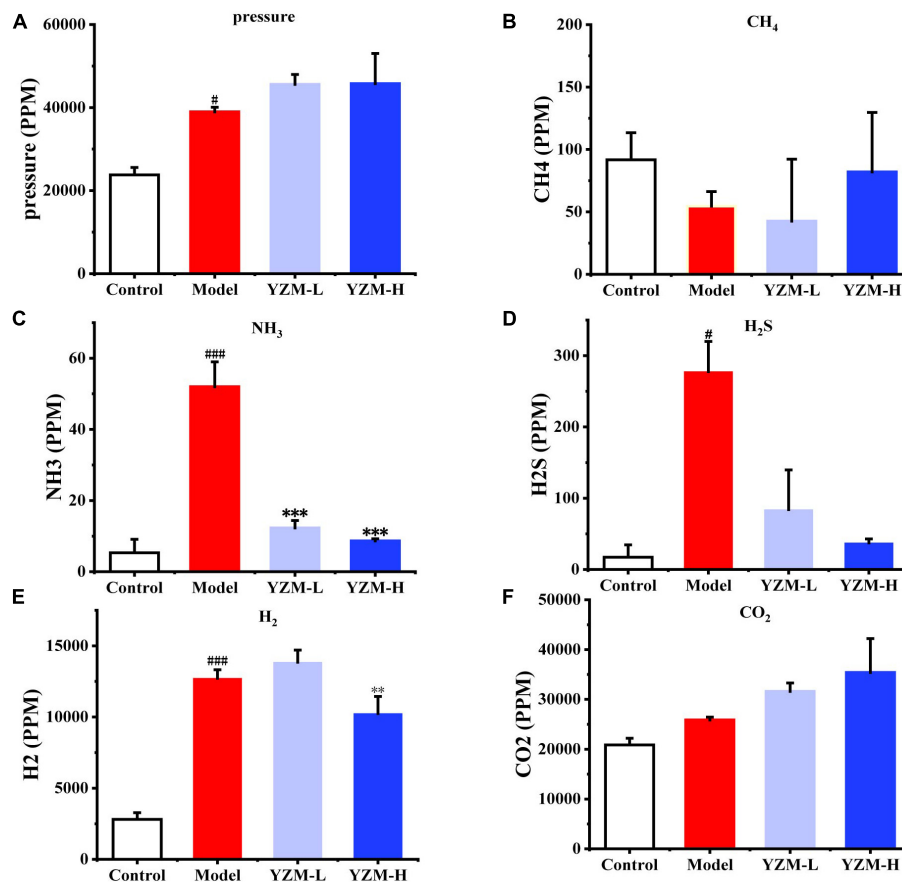 A
pressure
pressure (PPM)
60000
40000
20000
0
#
Control Model YZM-L YZM-H
B
CH₄
CH4 (PPM)
200
150
100
50
0
Control Model YZM-L YZM-H
C
NH₃
NH3 (PPM)
60
40
20
0
###
***
***
Control Model YZM-L YZM-H
D
H₂S
H2S (PPM)
300
200
100
0
#
Control Model YZM-L YZM-H
E
H₂
H2 (PPM)
15000
10000
5000
0
###
**
Control Model YZM-L YZM-H
F
CO₂
CO2 (PPM)
50000
40000
30000
20000
10000
0
Control Model YZM-L YZM-H